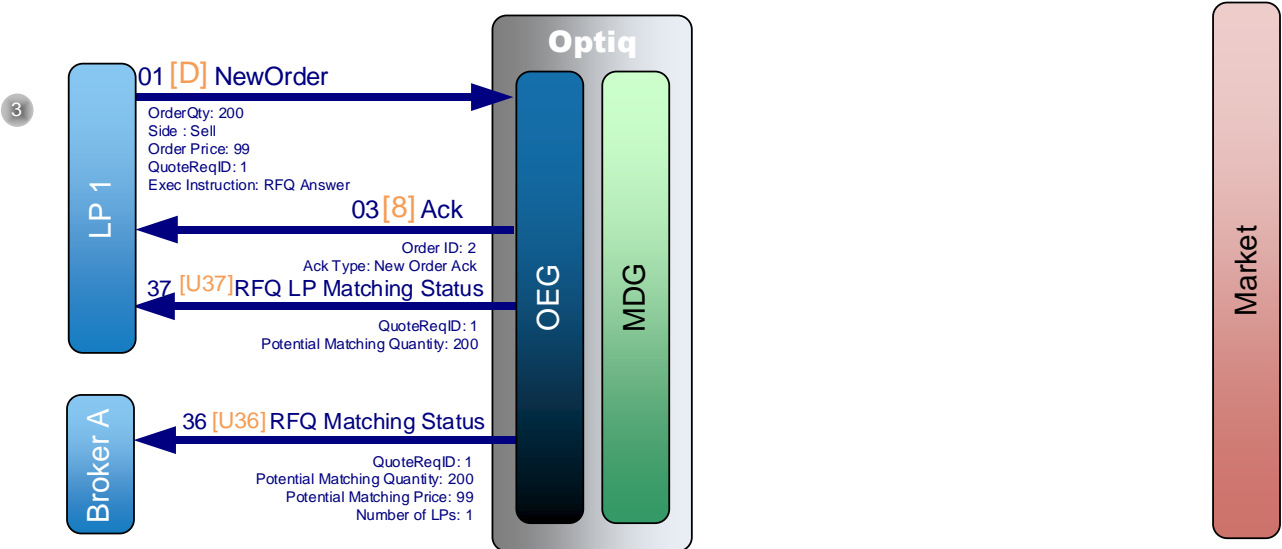 Optiq
3
LP 1
01 [D] NewOrder
OrderQty: 200
Side : Sell
Order Price: 99
QuoteReqID: 1
Exec Instruction: RFQ Answer
03 [8] Ack
Order ID: 2
Ack Type: New Order Ack
37 [U37] RFQ LP Matching Status
QuoteReqID: 1
Potential Matching Quantity: 200
OEG
MDG
Market
Broker A
36 [U36] RFQ Matching Status
QuoteReqID: 1
Potential Matching Quantity: 200
Potential Matching Price: 99
Number of LPs: 1